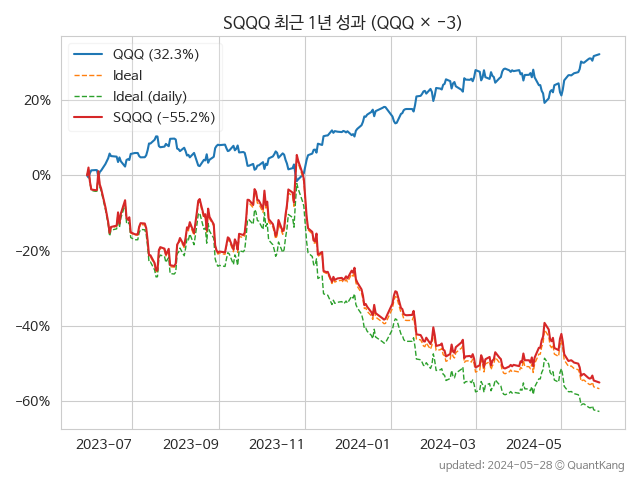 SQQQ 최근 1년 성과 (QQQ × −3)
QQQ (32.3%)
Ideal
Ideal (daily)
SQQQ (−55.2%)
20%
0%
−20%
−40%
−60%
2023-07
2023-09
2023-11
2024-01
2024-03
2024-05
updated: 2024-05-28 © QuantKang